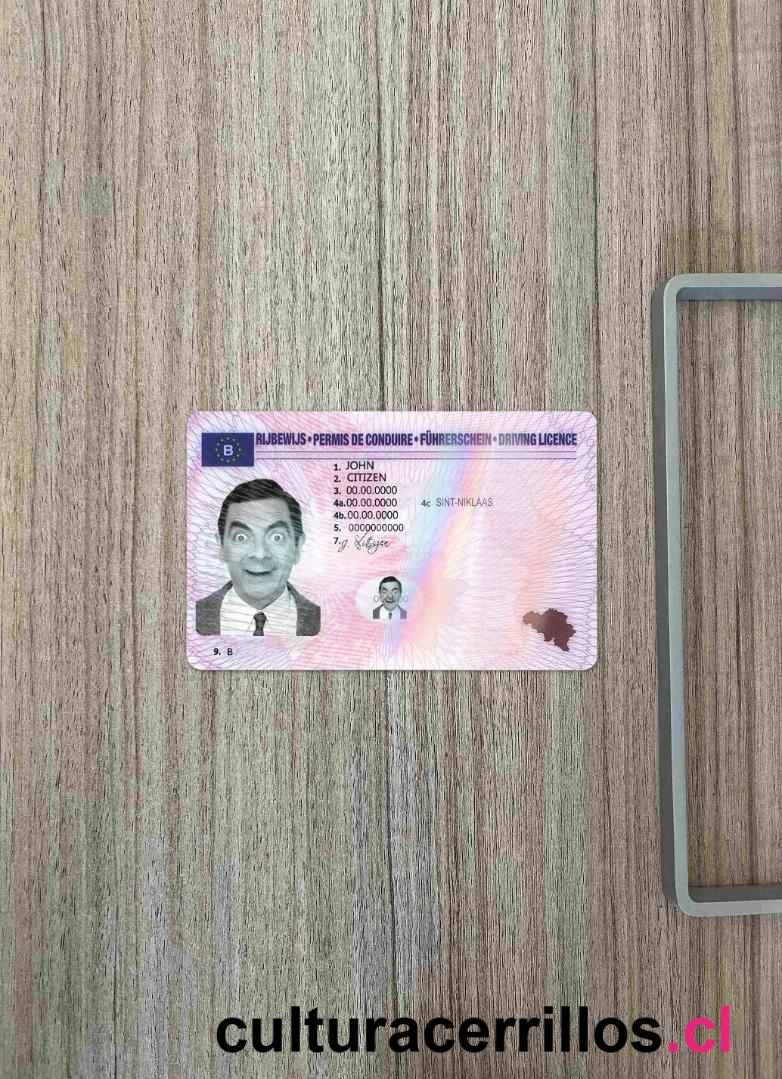 RIJBEWIJS • PERMIS DE CONDUIRE • FÜHRERSCHEIN • DRIVING LICENCE
B
1. JOHN
2. CITIZEN
3. 00.00.0000
4a. 00.00.0000 4c SINT-NIKLAAS
4b. 00.00.0000
5. 0000000000
7.
9. B
culturacerrillos.cl